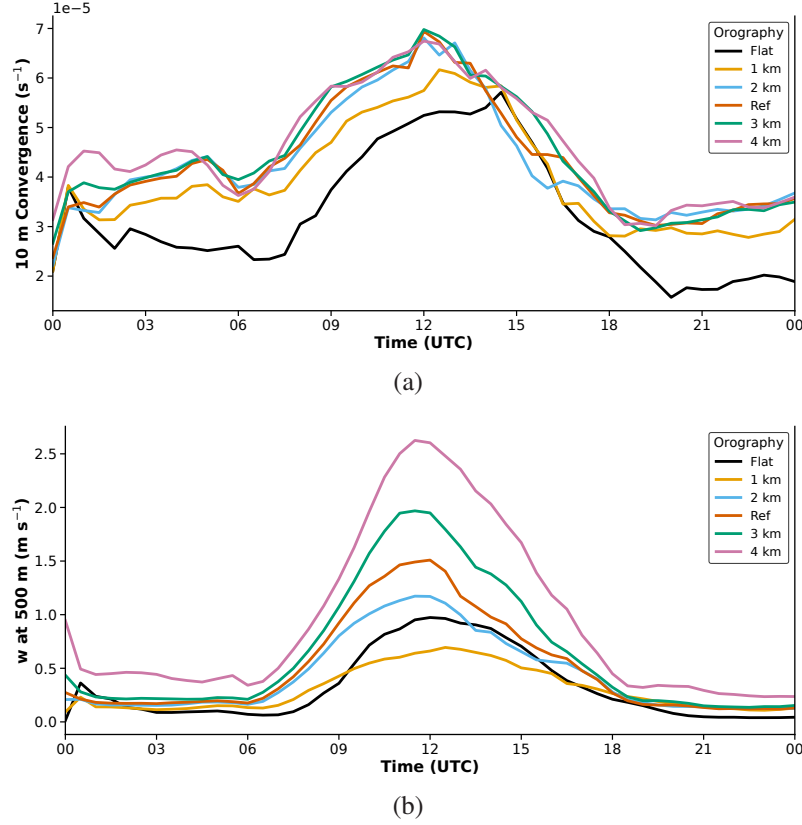 1e−5
10 m Convergence (s⁻¹)
7
6
5
4
3
2
Orography
Flat
1 km
2 km
Ref
3 km
4 km
00 03 06 09 12 15 18 21 00
Time (UTC)
(a)
w at 500 m (m s⁻¹)
2.5
2.0
1.5
1.0
0.5
0.0
Orography
Flat
1 km
2 km
Ref
3 km
4 km
00 03 06 09 12 15 18 21 00
Time (UTC)
(b)